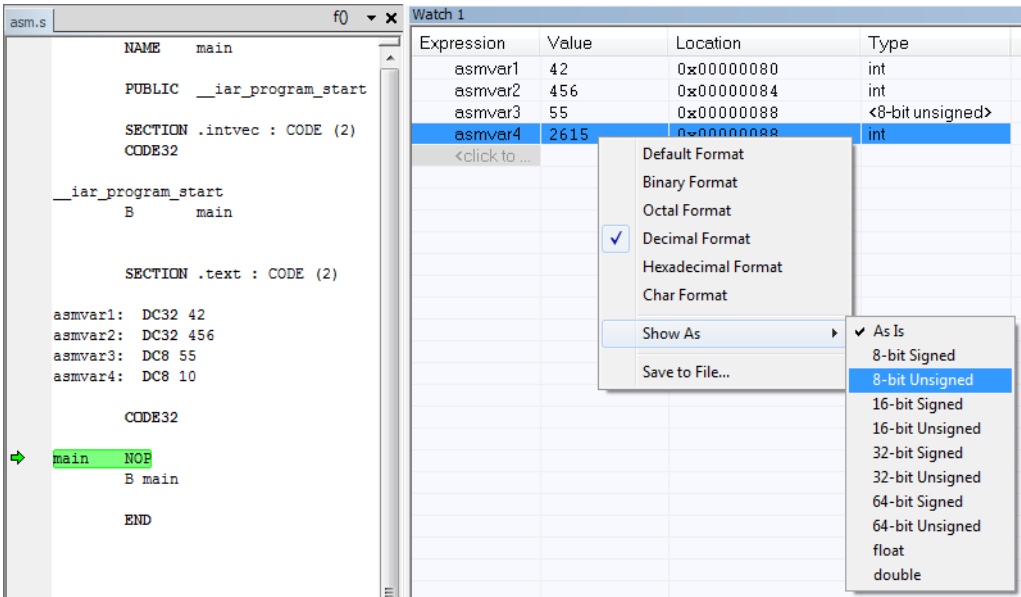 asm.s
f()
NAME main
PUBLIC __iar_program_start
SECTION .intvec : CODE (2)
CODE32
__iar_program_start
B main
SECTION .text : CODE (2)
asmvar1: DC32 42
asmvar2: DC32 456
asmvar3: DC8 55
asmvar4: DC8 10
CODE32
main NOP
B main
END
Watch 1
Expression Value Location Type
asmvar1 42 0x00000080 int
asmvar2 456 0x00000084 int
asmvar3 55 0x00000088 <8-bit unsigned>
asmvar4 2615 0x00000088 int
<click to ...
Default Format
Binary Format
Octal Format
Decimal Format
Hexadecimal Format
Char Format
Show As
Save to File...
As Is
8-bit Signed
8-bit Unsigned
16-bit Signed
16-bit Unsigned
32-bit Signed
32-bit Unsigned
64-bit Signed
64-bit Unsigned
float
double